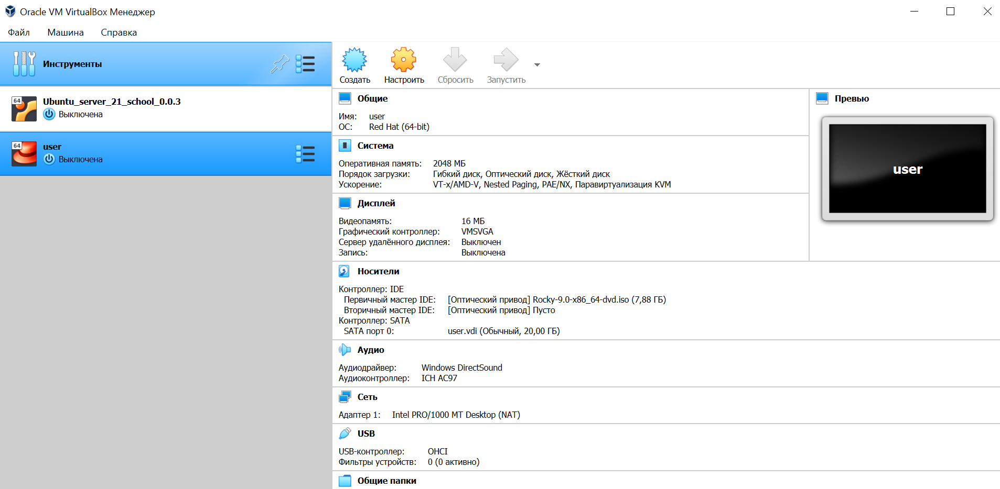 Oracle VM VirtualBox Менеджер
Файл Машина Справка
Инструменты
64 Ubuntu_server_21_school_0.0.3
Выключена
64 user
Выключена
Создать Настроить Сбросить Запустить
Общие
Имя: user
ОС: Red Hat (64-bit)
Система
Оперативная память: 2048 МБ
Порядок загрузки: Гибкий диск, Оптический диск, Жёсткий диск
Ускорение: VT-x/AMD-V, Nested Paging, PAE/NX, Паравиртуализация KVM
Дисплей
Видеопамять: 16 МБ
Графический контроллер: VMSVGA
Сервер удалённого дисплея: Выключен
Запись: Выключена
Превью
user
Носители
Контроллер: IDE
Первичный мастер IDE: [Оптический привод] Rocky-9.0-x86_64-dvd.iso (7,88 ГБ)
Вторичный мастер IDE: [Оптический привод] Пусто
Контроллер: SATA
SATA порт 0: user.vdi (Обычный, 20,00 ГБ)
Аудио
Аудиодрайвер: Windows DirectSound
Аудиоконтроллер: ICH AC97
Сеть
Адаптер 1: Intel PRO/1000 MT Desktop (NAT)
USB
USB-контроллер: OHCI
Фильтры устройств: 0 (0 активно)
Общие папки